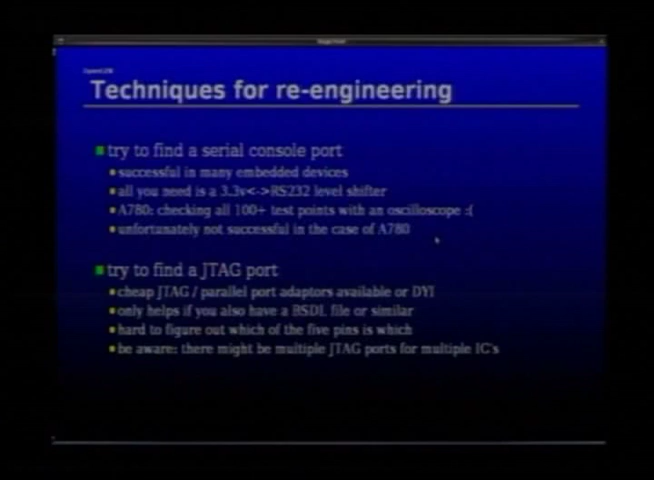 OpenEZX
Techniques for re-engineering
try to find a serial console port
successful in many embedded devices
all you need is a 3.3v<->RS232 level shifter
A780: checking all 100+ test points with an oscilloscope :(
unfortunately not successful in the case of A780
try to find a JTAG port
cheap JTAG / parallel port adaptors available or DYI
only helps if you also have a BSDL file or similar
hard to figure out which of the five pins is which
be aware: there might be multiple JTAG ports for multiple IC's